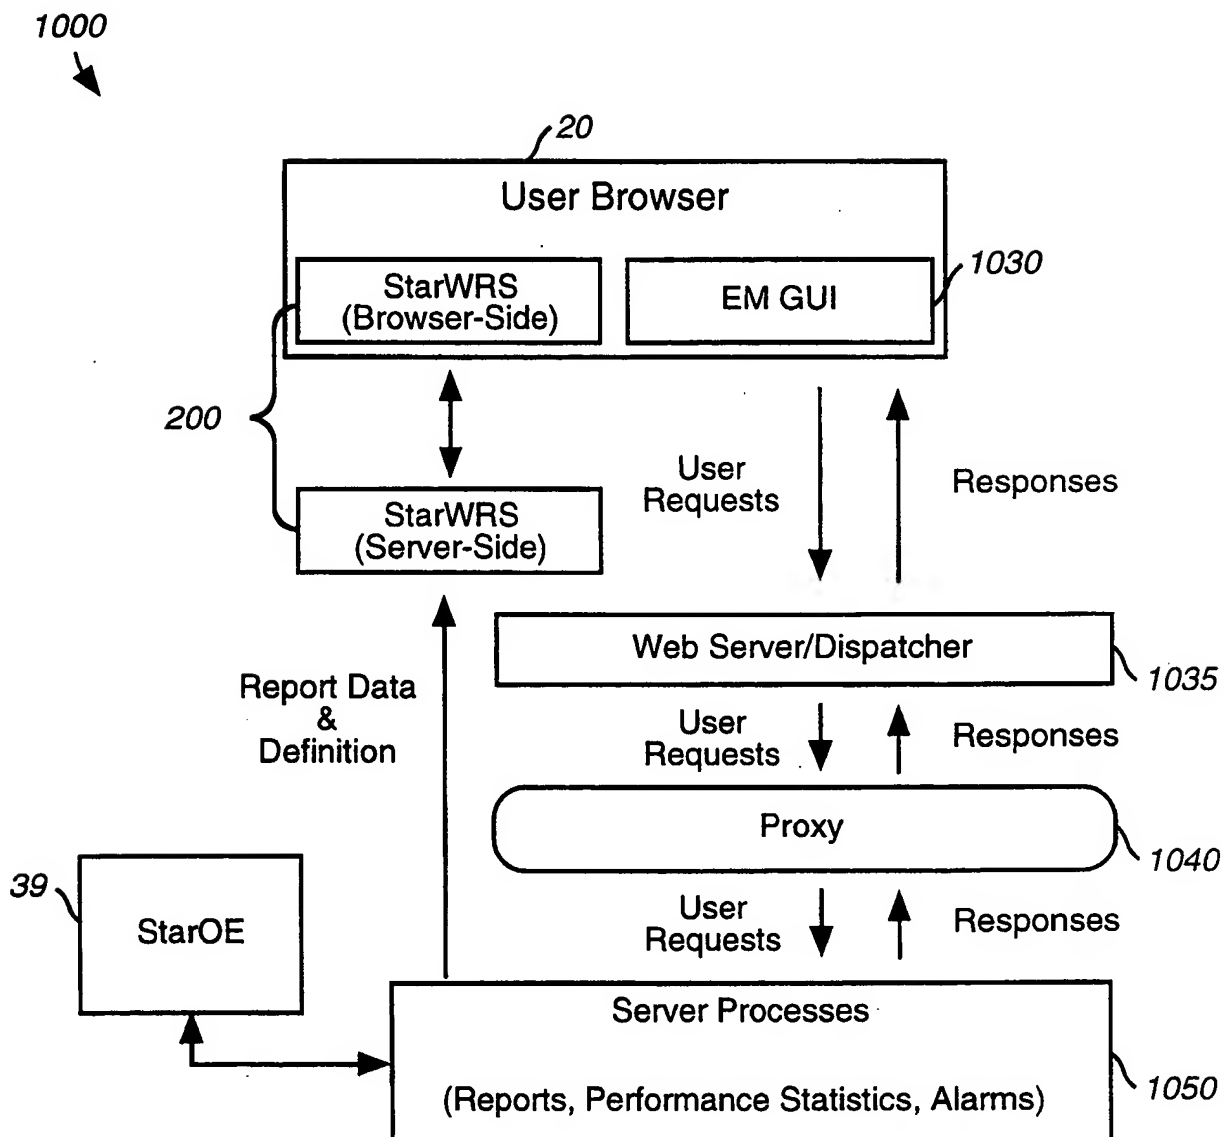 1000
20
User Browser
StarWRS
(Browser-Side)
EM GUI
1030
200
User
Requests
Responses
StarWRS
(Server-Side)
Web Server/Dispatcher
1035
Report Data
&
Definition
User
Requests
Responses
Proxy
1040
39
StarOE
User
Requests
Responses
Server Processes
(Reports, Performance Statistics, Alarms)
1050